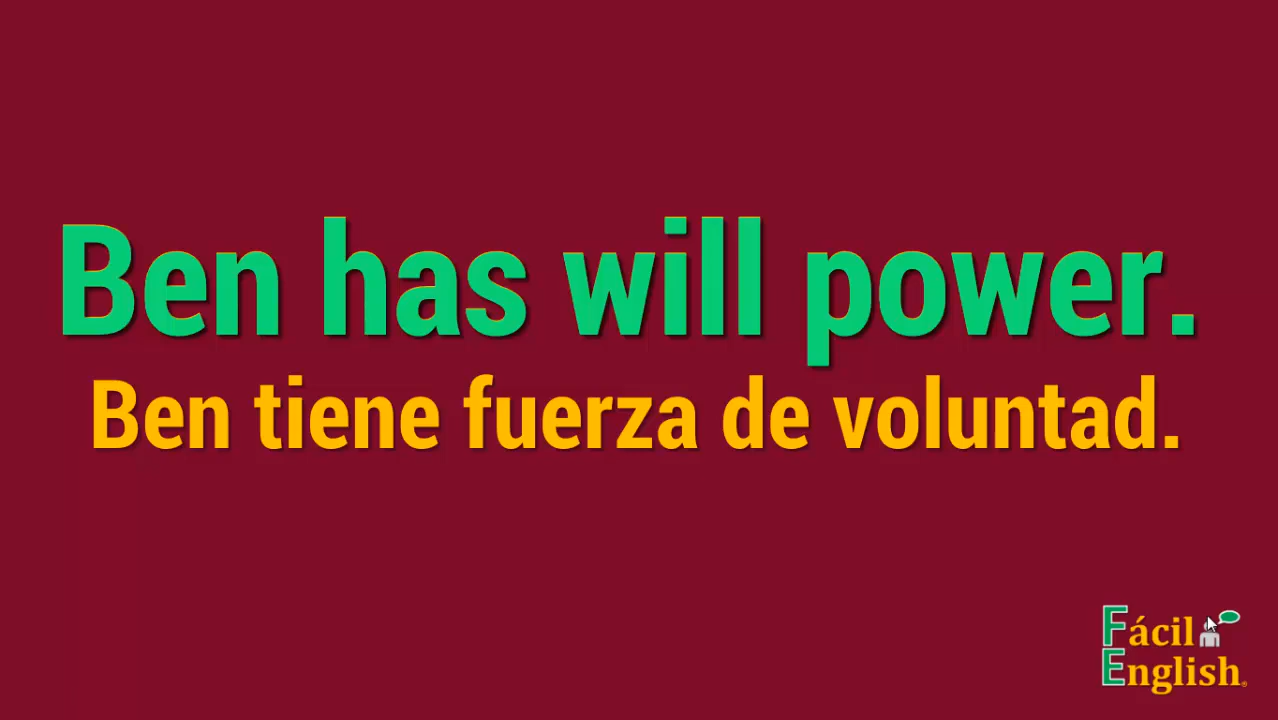 Ben has will power.
Ben tiene fuerza de voluntad.
Fácil
English®